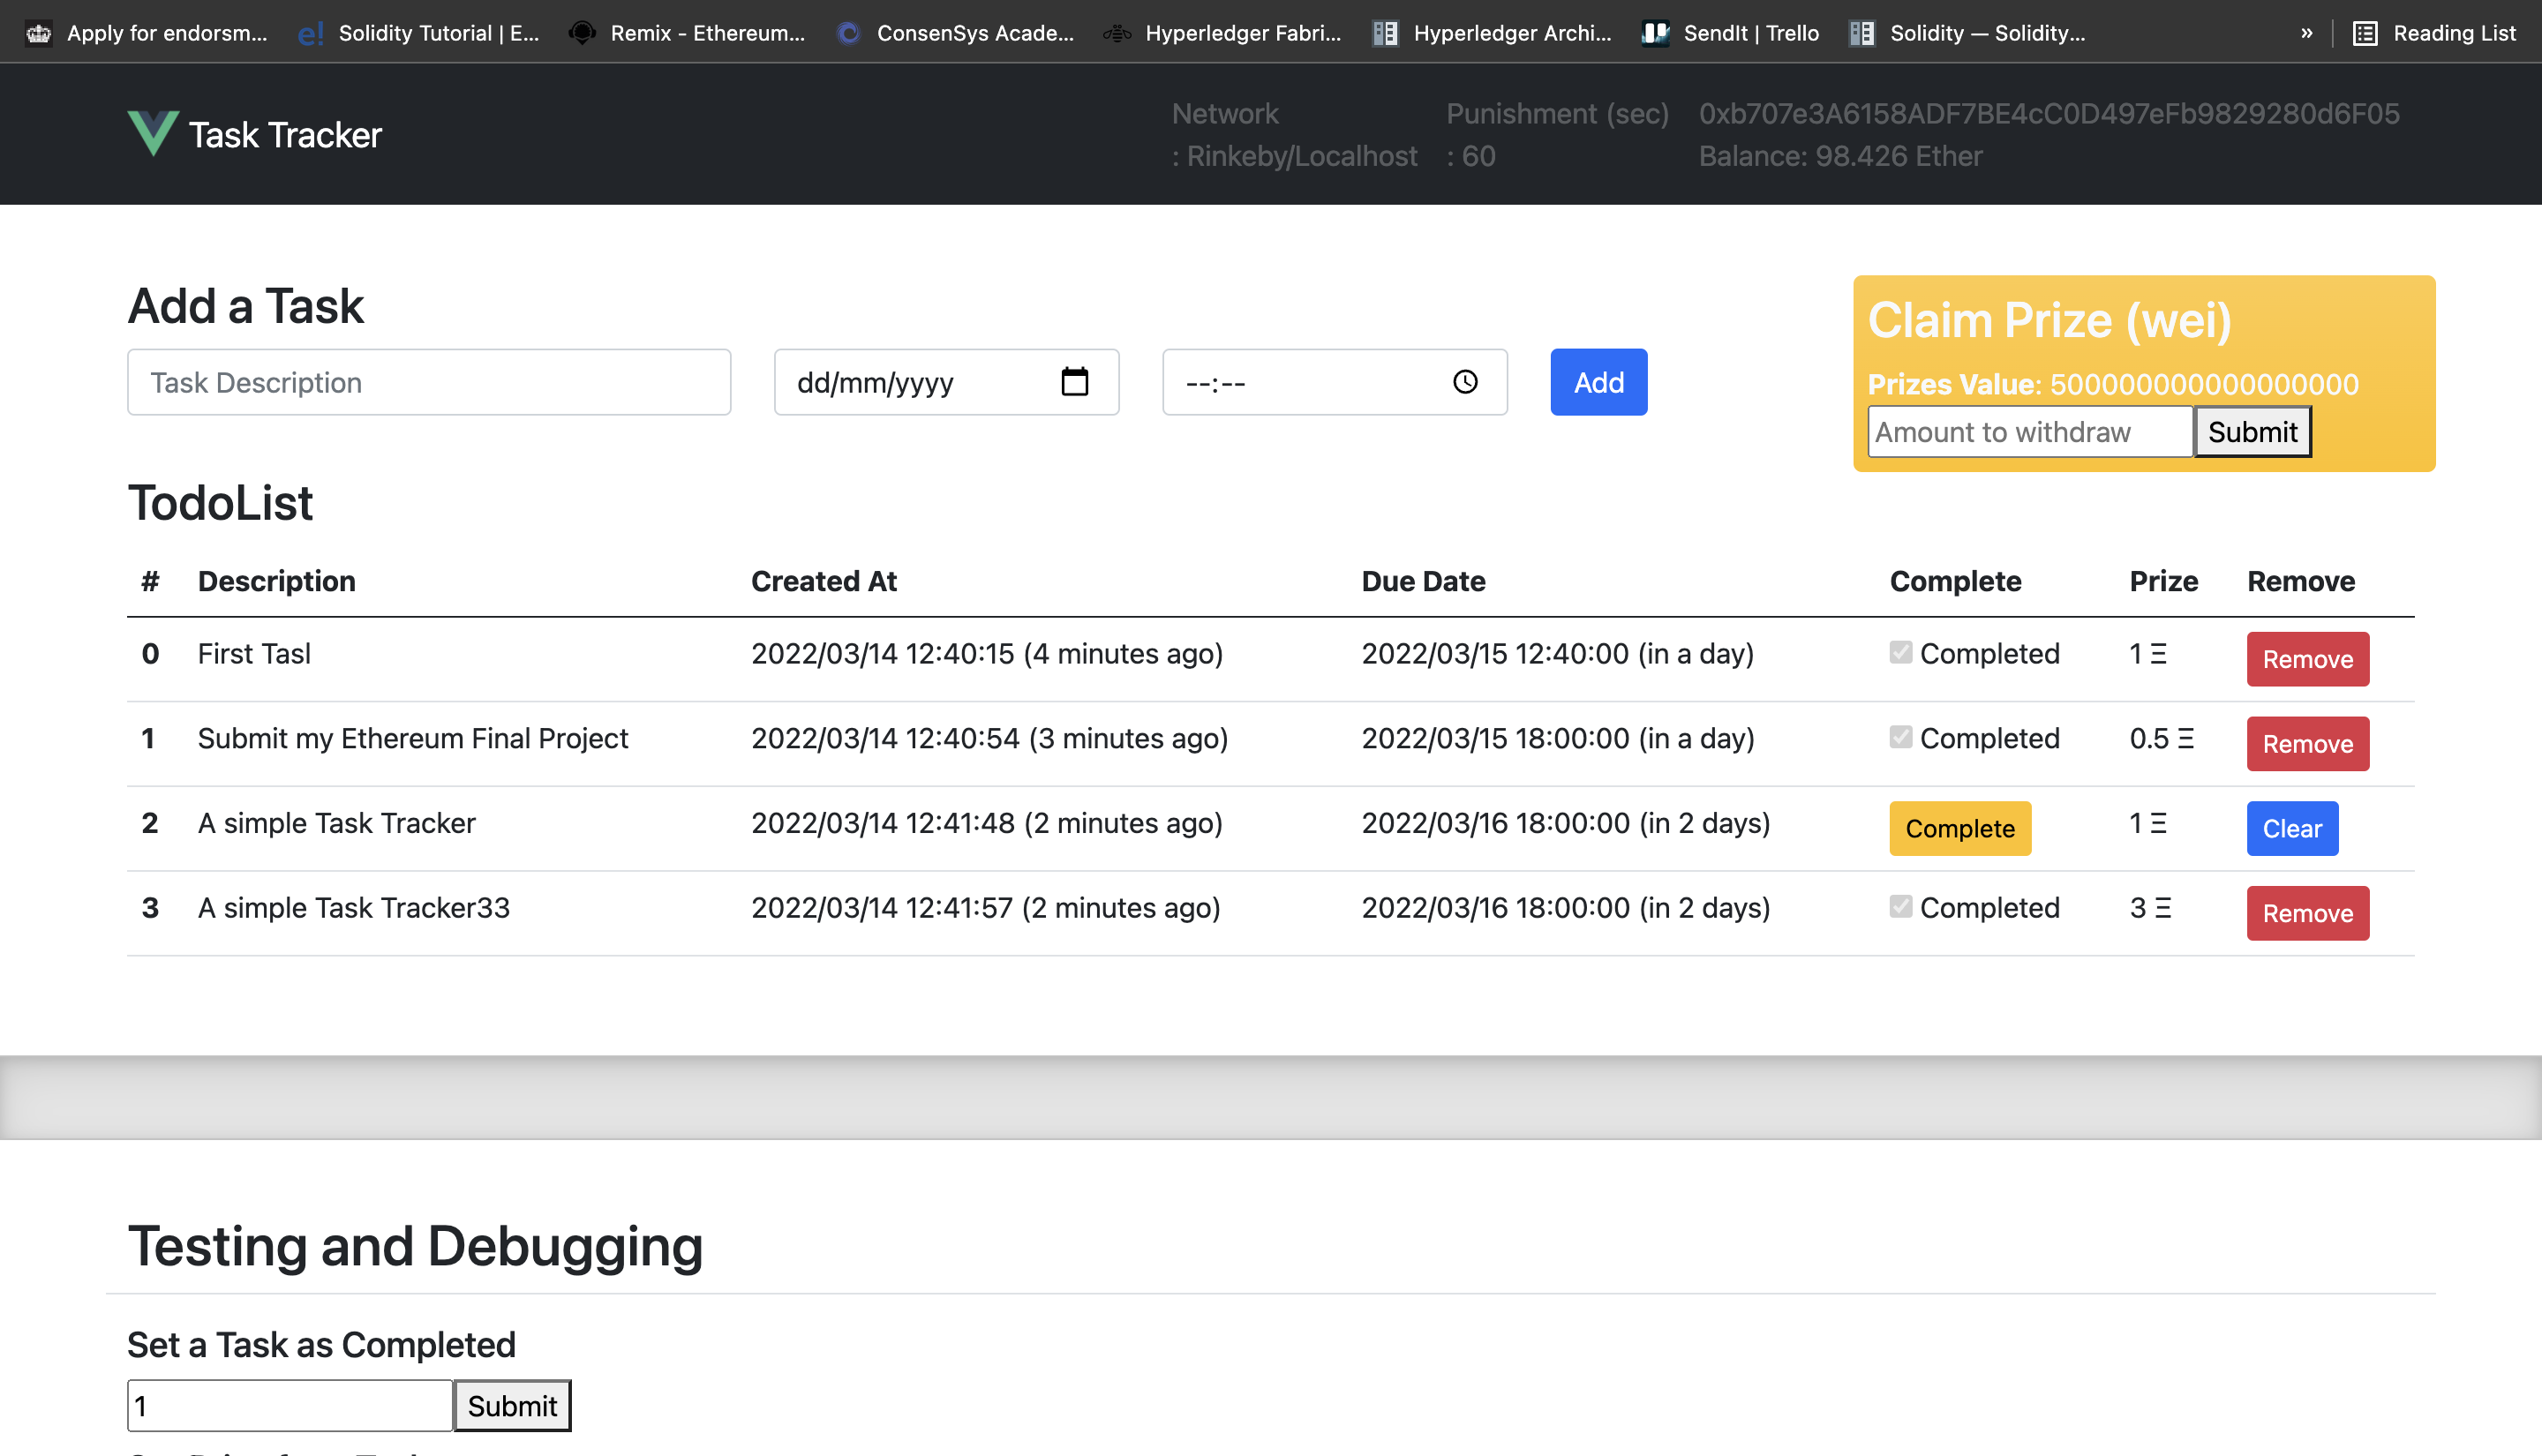 Apply for endorsm... Solidity Tutorial | E... Remix - Ethereum... ConsenSys Acade... Hyperledger Fabri... Hyperledger Archi... SendIt | Trello Solidity — Solidity... » Reading List
Task Tracker
Network
: Rinkeby/Localhost
Punishment (sec)
: 60
0xb707e3A6158ADF7BE4cC0D497eFb9829280d6F05
Balance: 98.426 Ether
Add a Task
Task Description dd/mm/yyyy --:-- Add
Claim Prize (wei)
Prizes Value: 500000000000000000
Amount to withdraw Submit
TodoList
# Description Created At Due Date Complete Prize Remove
0 First Tasl 2022/03/14 12:40:15 (4 minutes ago) 2022/03/15 12:40:00 (in a day) Completed 1 Ξ Remove
1 Submit my Ethereum Final Project 2022/03/14 12:40:54 (3 minutes ago) 2022/03/15 18:00:00 (in a day) Completed 0.5 Ξ Remove
2 A simple Task Tracker 2022/03/14 12:41:48 (2 minutes ago) 2022/03/16 18:00:00 (in 2 days) Complete 1 Ξ Clear
3 A simple Task Tracker33 2022/03/14 12:41:57 (2 minutes ago) 2022/03/16 18:00:00 (in 2 days) Completed 3 Ξ Remove
Testing and Debugging
Set a Task as Completed
1 Submit